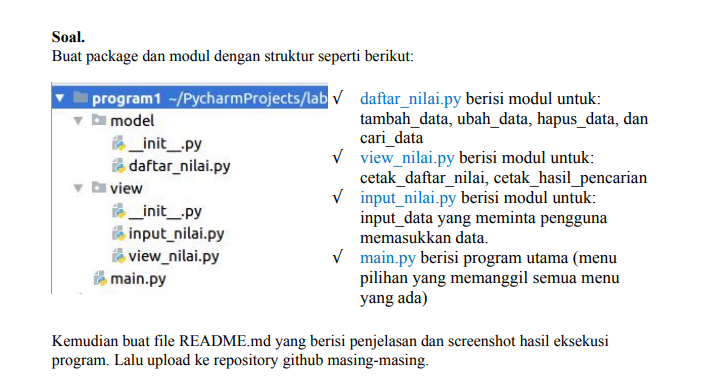 Soal.
Buat package dan modul dengan struktur seperti berikut:
program1 ~/PycharmProjects/lab
model
__init__.py
daftar_nilai.py
view
__init__.py
input_nilai.py
view_nilai.py
main.py
√ daftar_nilai.py berisi modul untuk:
tambah_data, ubah_data, hapus_data, dan
cari_data
√ view_nilai.py berisi modul untuk:
cetak_daftar_nilai, cetak_hasil_pencarian
√ input_nilai.py berisi modul untuk:
input_data yang meminta pengguna
memasukkan data.
√ main.py berisi program utama (menu
pilihan yang memanggil semua menu
yang ada)
Kemudian buat file README.md yang berisi penjelasan dan screenshot hasil eksekusi
program. Lalu upload ke repository github masing-masing.